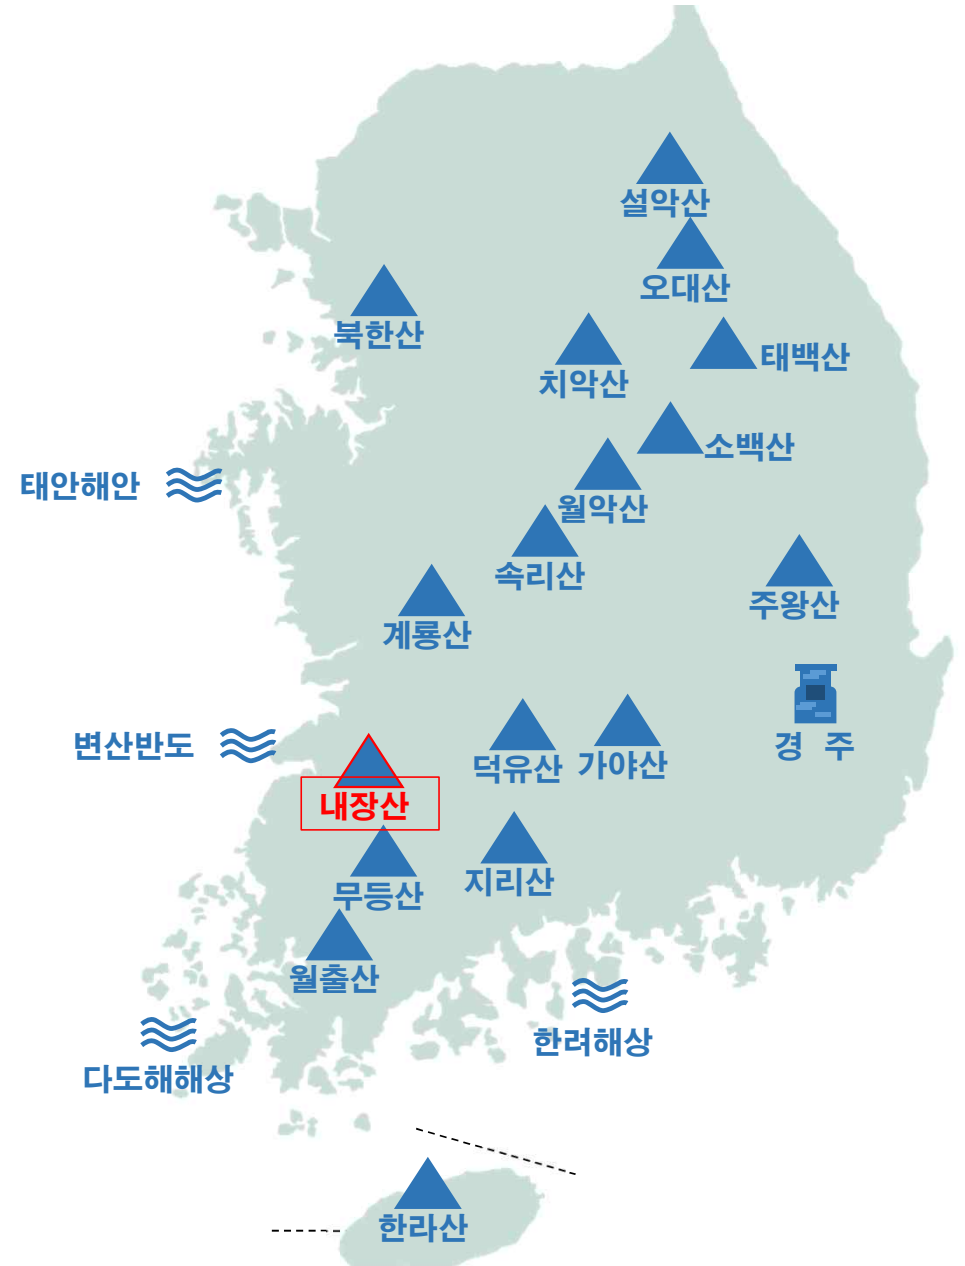 설악산
오대산
북한산
태백산
치악산
소백산
태안해안
월악산
속리산
주왕산
계룡산
변산반도
경 주
덕유산
가야산
내장산
지리산
무등산
월출산
한려해상
다도해해상
한라산